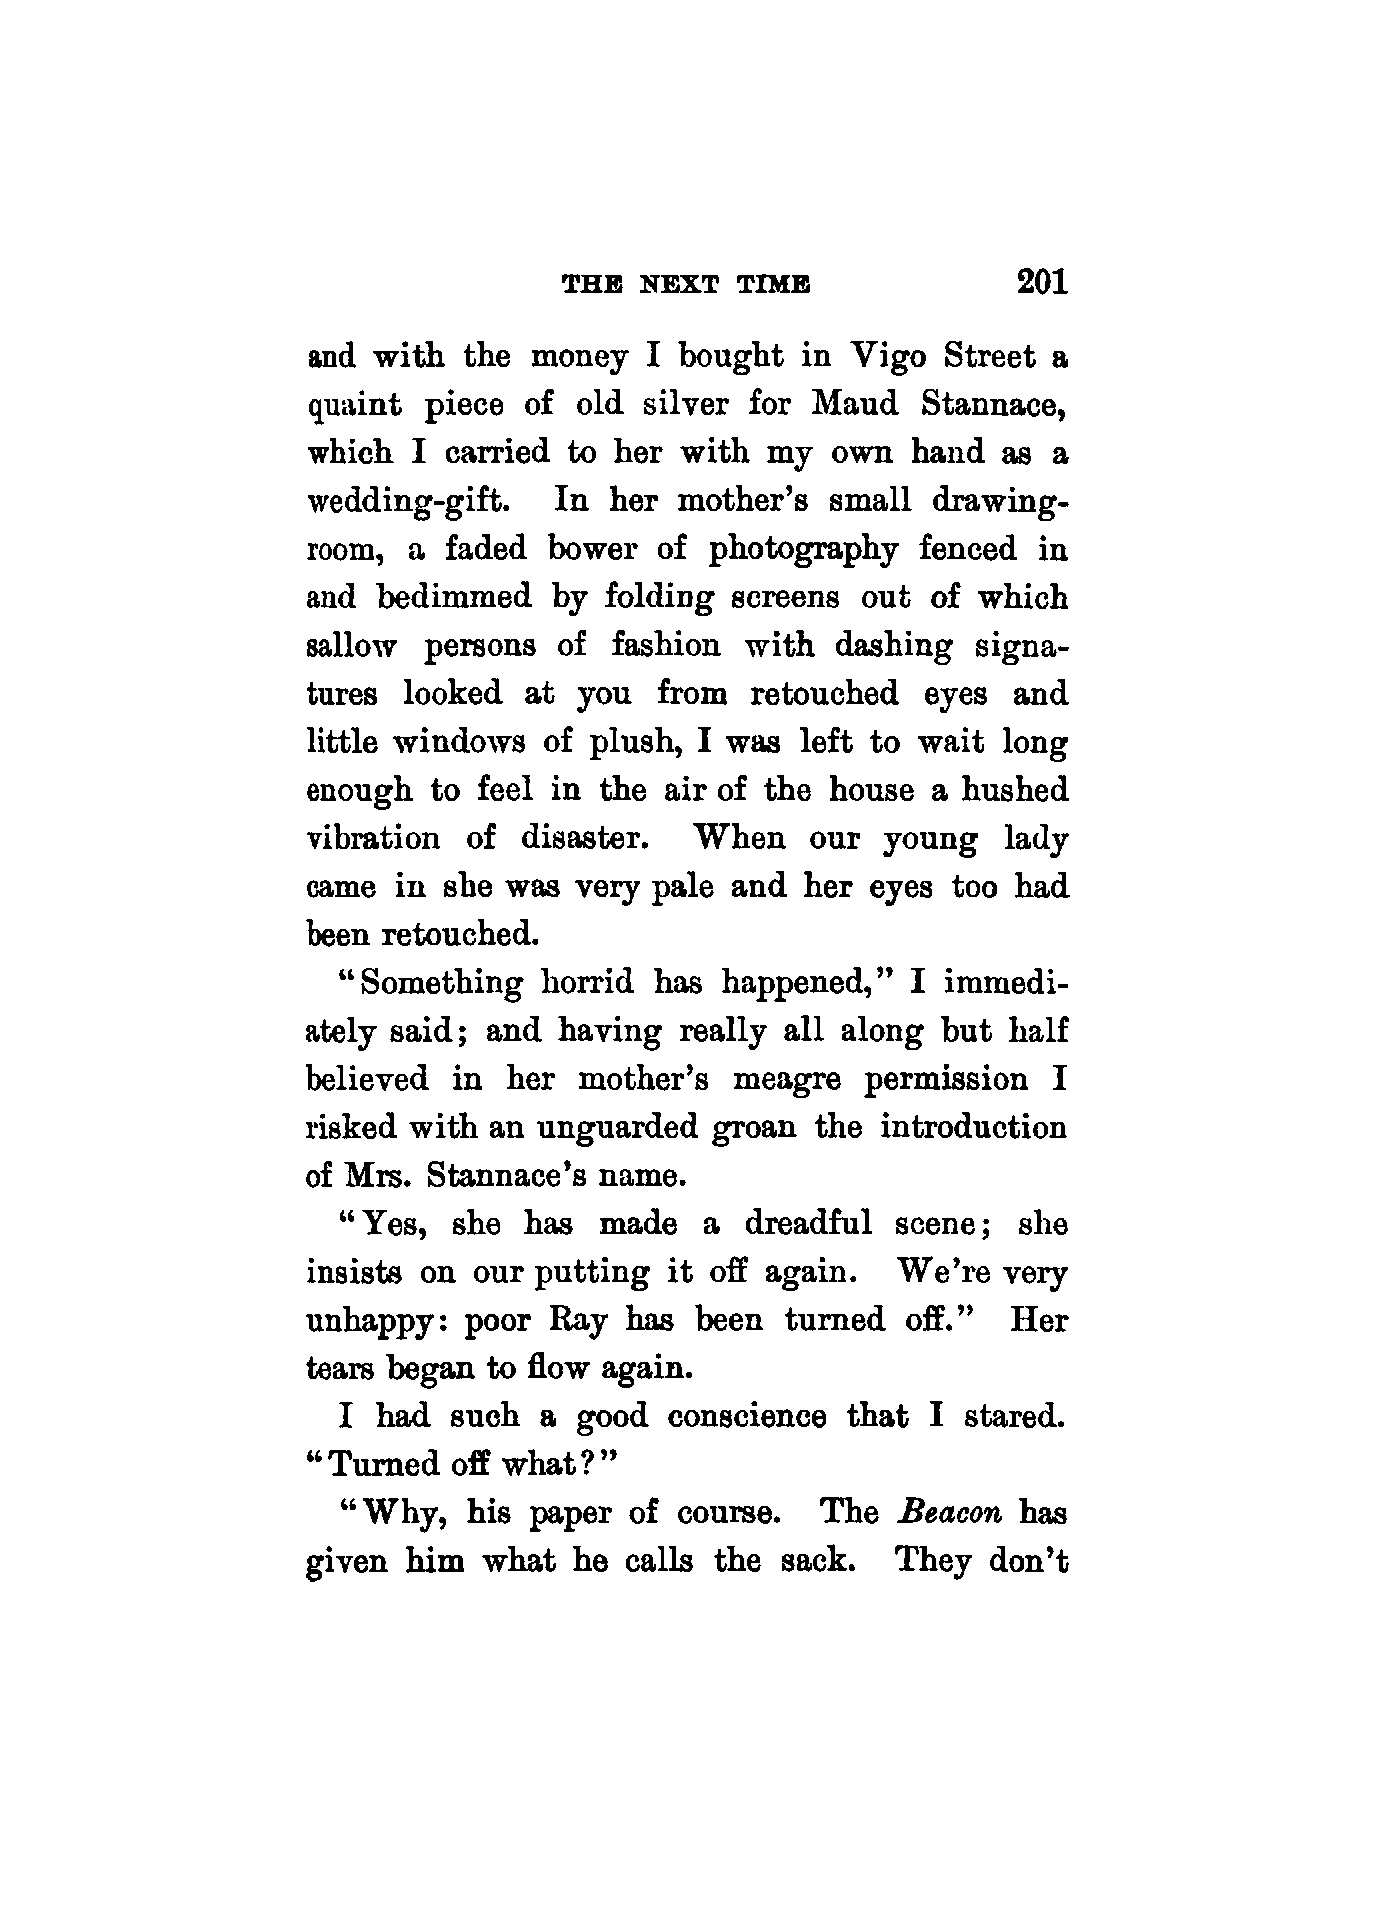 THE NEXT TIME 201
and with the money I bought in Vigo Street a
quaint piece of old silver for Maud Stannace,
which I carried to her with my own hand as a
wedding-gift. In her mother's small drawing-
room, a faded bower of photography fenced in
and bedimmed by folding screens out of which
sallow persons of fashion with dashing signa-
tures looked at you from retouched eyes and
little windows of plush, I was left to wait long
enough to feel in the air of the house a hushed
vibration of disaster. When our young lady
came in she was very pale and her eyes too had
been retouched.
"Something horrid has happened," I immedi-
ately said; and having really all along but half
believed in her mother's meagre permission I
risked with an unguarded groan the introduction
of Mrs. Stannace's name.
"Yes, she has made a dreadful scene; she
insists on our putting it off again. We're very
unhappy: poor Ray has been turned off." Her
tears began to flow again.
I had such a good conscience that I stared.
"Turned off what?"
"Why, his paper of course. The Beacon has
given him what he calls the sack. They don't